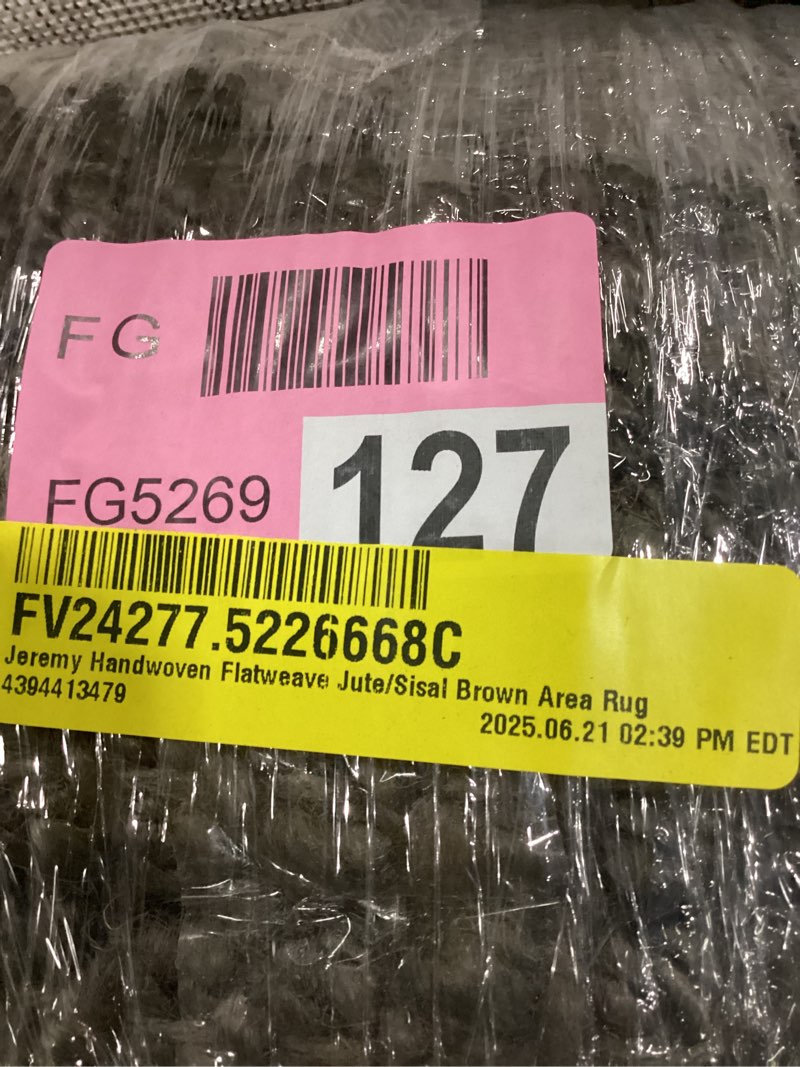 FG
FG5269
127
FV24277.5226668C
Jeremy Handwoven Flatweave Jute/Sisal Brown Area Rug
4394413479
2025.06.21 02:39 PM EDT